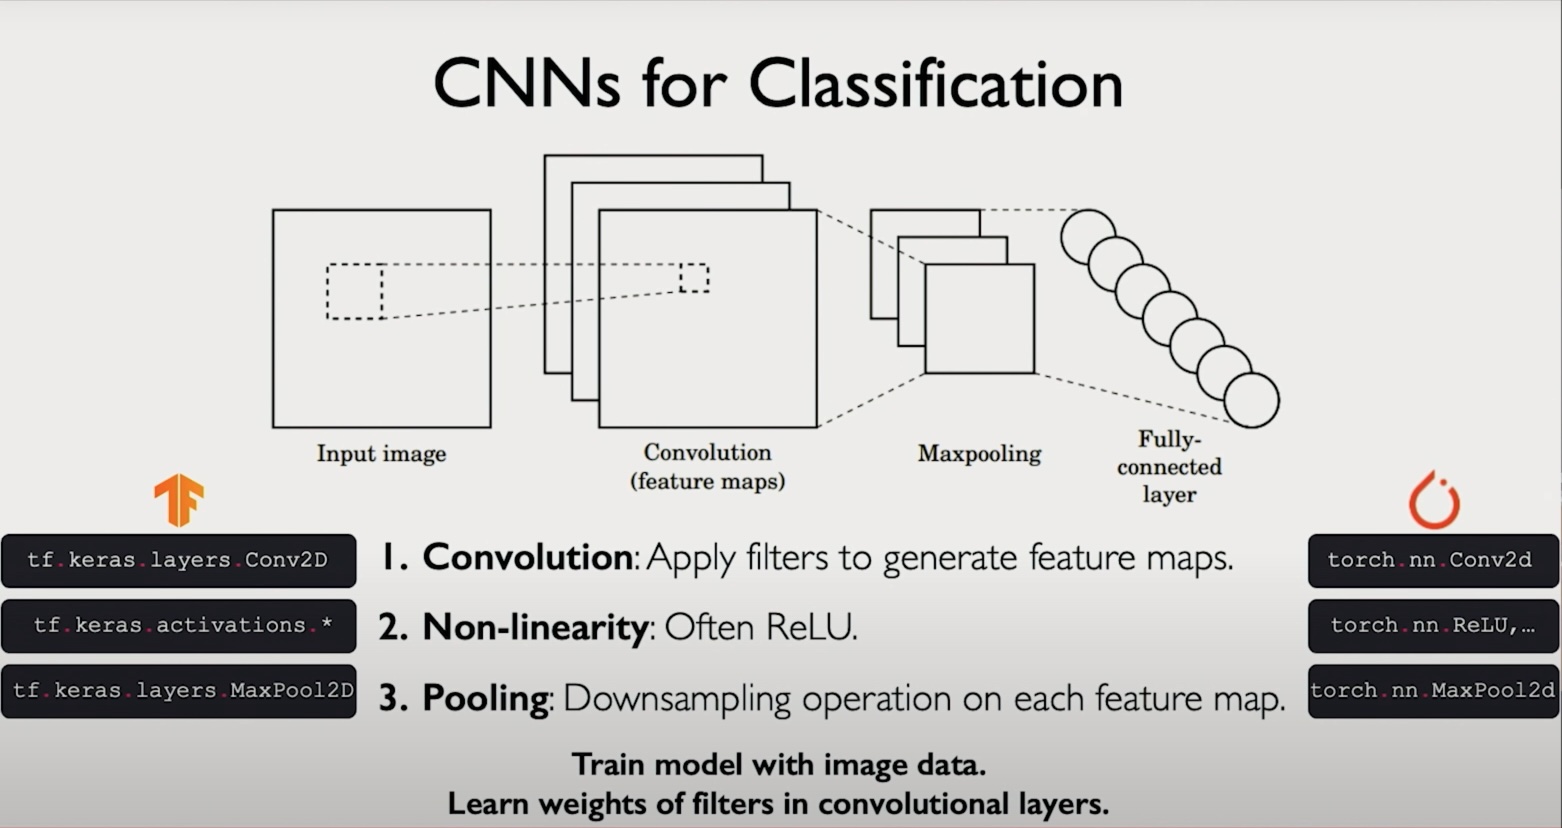 CNNs for Classification
Input image
Convolution
(feature maps)
Maxpooling
Fully-
connected
layer
tf.keras.layers.Conv2D
1. Convolution: Apply filters to generate feature maps.
torch.nn.Conv2d
tf.keras.activations.*
2. Non-linearity: Often ReLU.
torch.nn.ReLU,…
tf.keras.layers.MaxPool2D
3. Pooling: Downsampling operation on each feature map.
torch.nn.MaxPool2d
Train model with image data.
Learn weights of filters in convolutional layers.